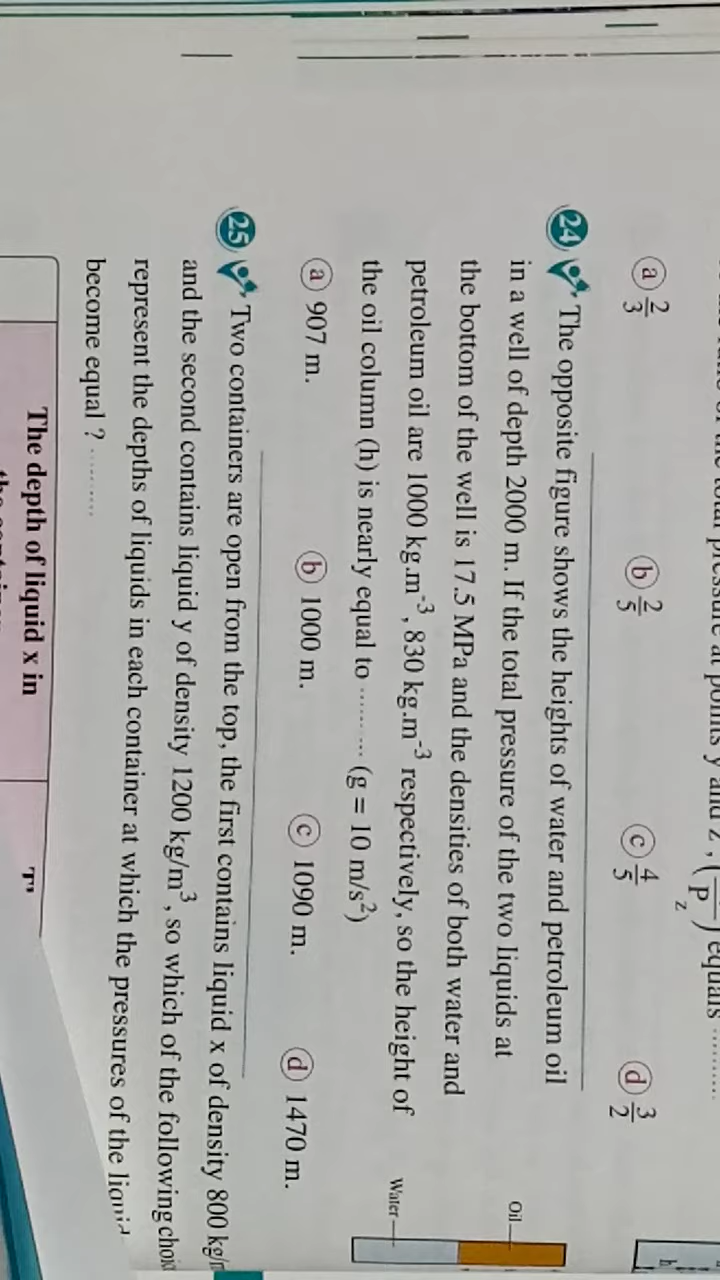 ⓐ 2/3 ⓑ 2/5 ⓒ 4/5 ⓓ 3/2
24 The opposite figure shows the heights of water and petroleum oil
in a well of depth 2000 m. If the total pressure of the two liquids at
the bottom of the well is 17.5 MPa and the densities of both water and
petroleum oil are 1000 kg.m⁻³, 830 kg.m⁻³ respectively, so the height of
the oil column (h) is nearly equal to ......... (g = 10 m/s²)
Oil
Water
ⓐ 907 m. ⓑ 1000 m. ⓒ 1090 m. ⓓ 1470 m.
25 Two containers are open from the top, the first contains liquid x of density 800
and the second contains liquid y of density 1200 kg/m³, so which of the following
represent the depths of liquids in each container at which the pressures of the
become equal ? ..........
The depth of liquid x in